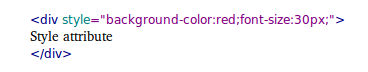 <div style="background-color:red;font-size:30px;">
Style attribute
</div>